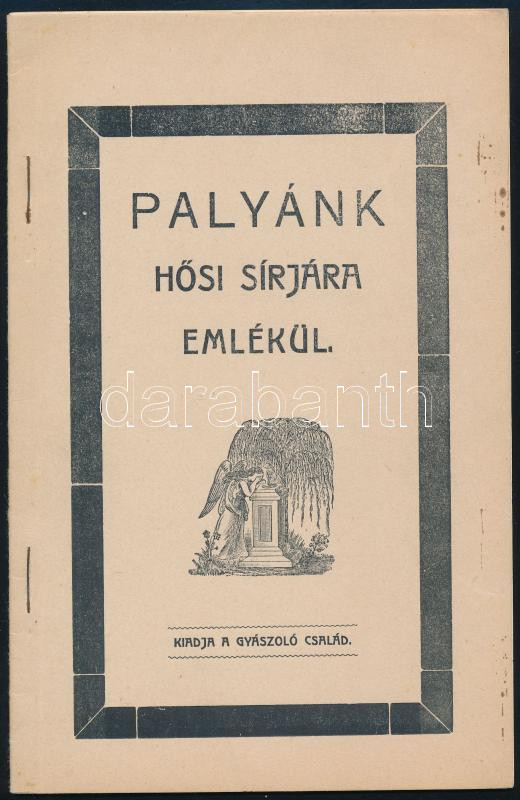 PALYÁNK
HŐSI SÍRJÁRA
EMLÉKÜL.
darabanth
KIADJA A GYÁSZOLÓ CSALÁD.